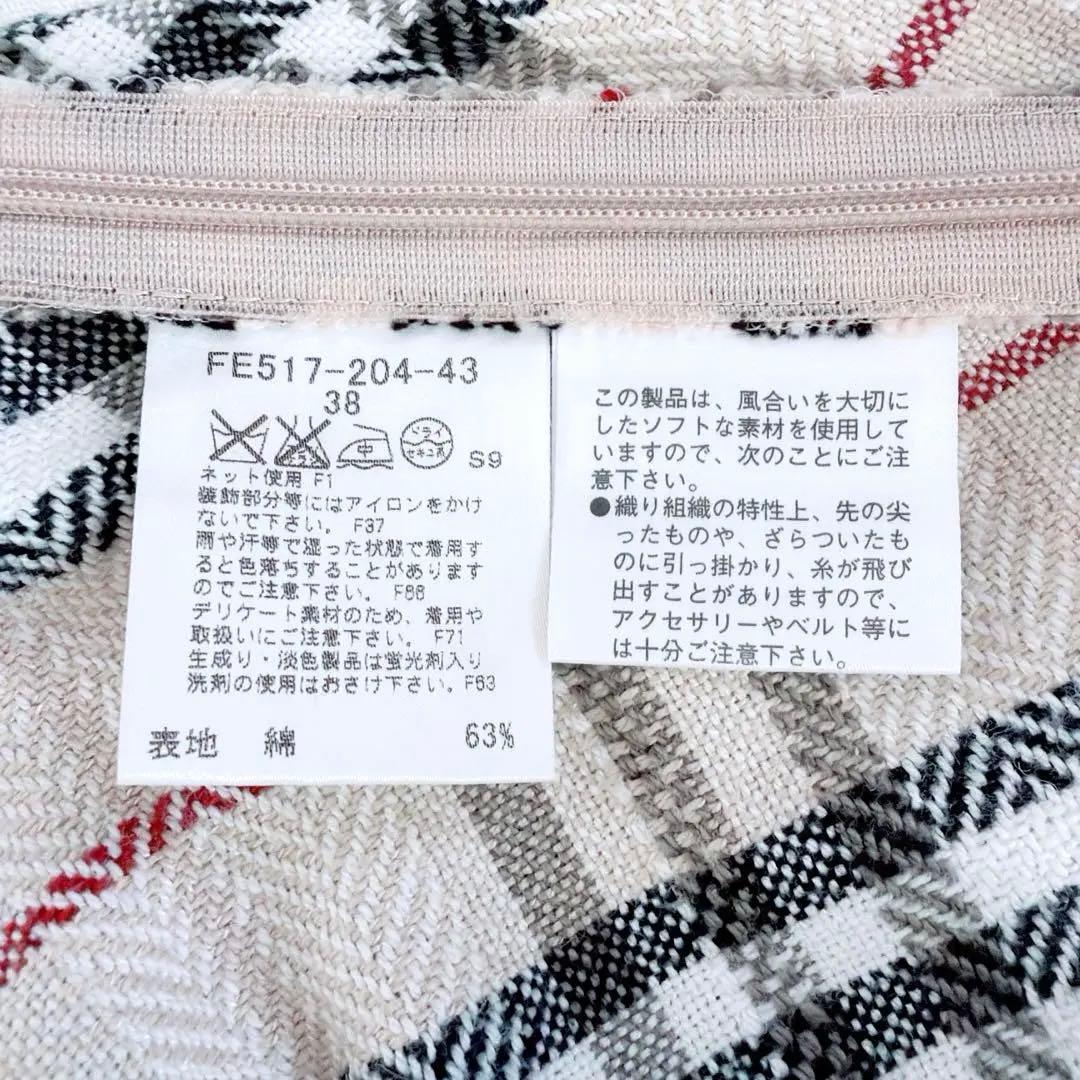 FE517-204-43
38
エンソ
サラシ
中
ドライ
セキユ系
S9
ネット使用 F1
装飾部分等にはアイロンをかけ
ないで下さい。 F37
雨や汗等で湿った状態で着用す
ると色落ちすることがあります
のでご注意下さい。 F66
デリケート素材のため、着用や
取扱いにご注意下さい。 F71
生成り・淡色製品は蛍光剤入り
洗剤の使用はおさけ下さい。F63
表地 綿 63%
この製品は、風合いを大切に
したソフトな素材を使用して
いますので、次のことにご注
意下さい。
●織り組織の特性上、先の尖
ったものや、ざらついたも
のに引っ掛かり、糸が飛び
出すことがありますので、
アクセサリーやベルト等に
は十分ご注意下さい。